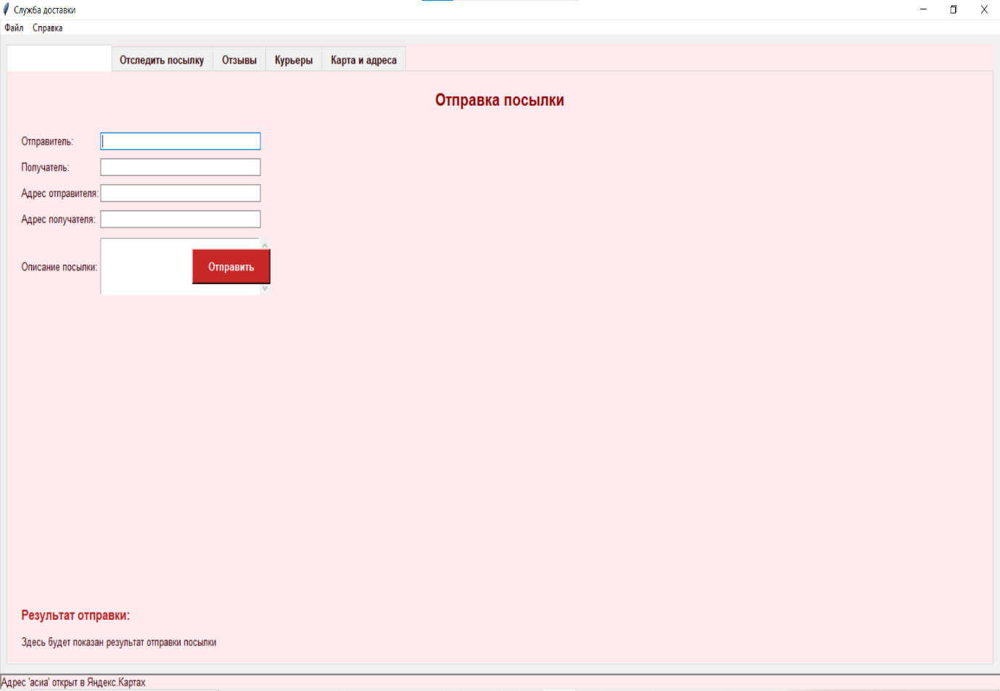 Служба доставки
Файл Справка
Отследить посылку Отзывы Курьеры Карта и адреса
Отправка посылки
Отправитель:
Получатель:
Адрес отправителя:
Адрес получателя:
Описание посылки:
Отправить
Результат отправки:
Здесь будет показан результат отправки посылки
Адрес 'асиа' открыт в Яндекс.Картах